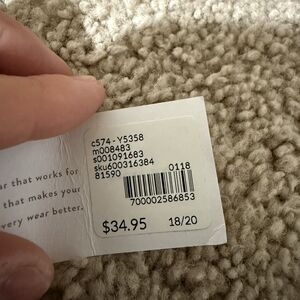 c574-Y5358
m008483
s001091683
sku600316384
81590 0118
700002586853
$34.95 18/20
ar that works for
that makes your
very wear better.